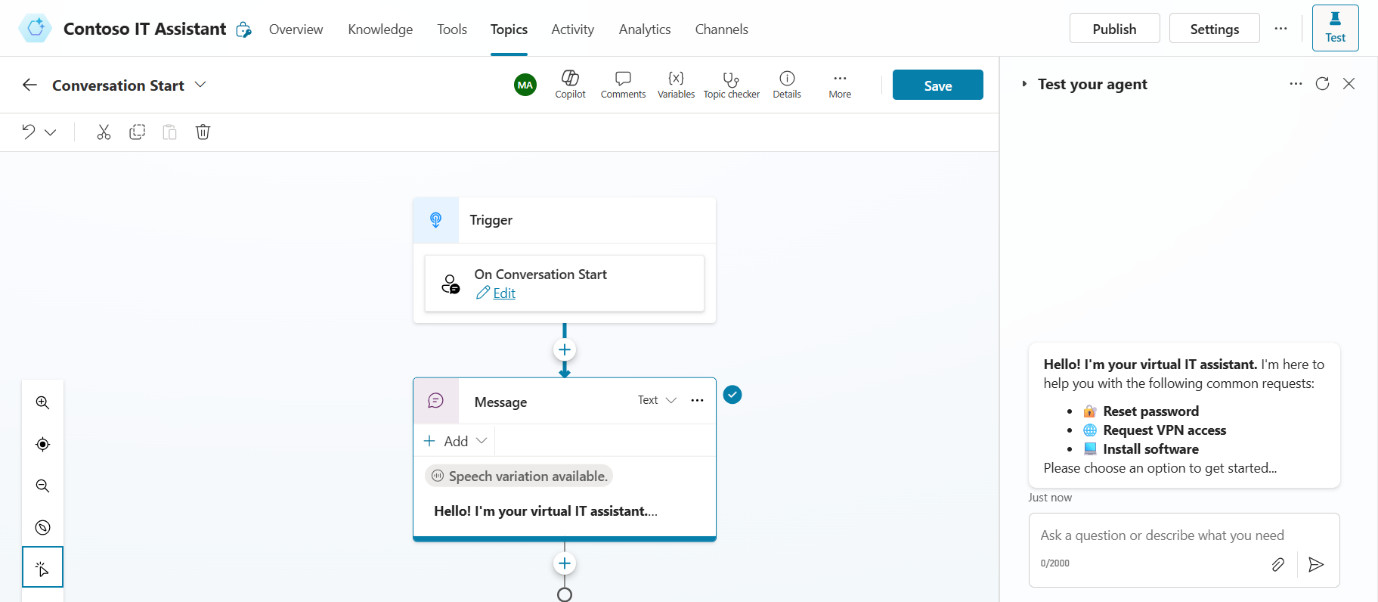 Contoso IT Assistant Overview Knowledge Tools Topics Activity Analytics Channels Publish Settings ... Test
Conversation Start MA Copilot Comments {x} Variables Topic checker Details ... More Save
Trigger
On Conversation Start
Edit
Message Text ...
+ Add
Speech variation available.
Hello! I'm your virtual IT assistant....
Test your agent ...
Hello! I'm your virtual IT assistant. I'm here to
help you with the following common requests:
• 🔐 Reset password
• 🌐 Request VPN access
• 💻 Install software
Please choose an option to get started...
Just now
Ask a question or describe what you need
0/2000